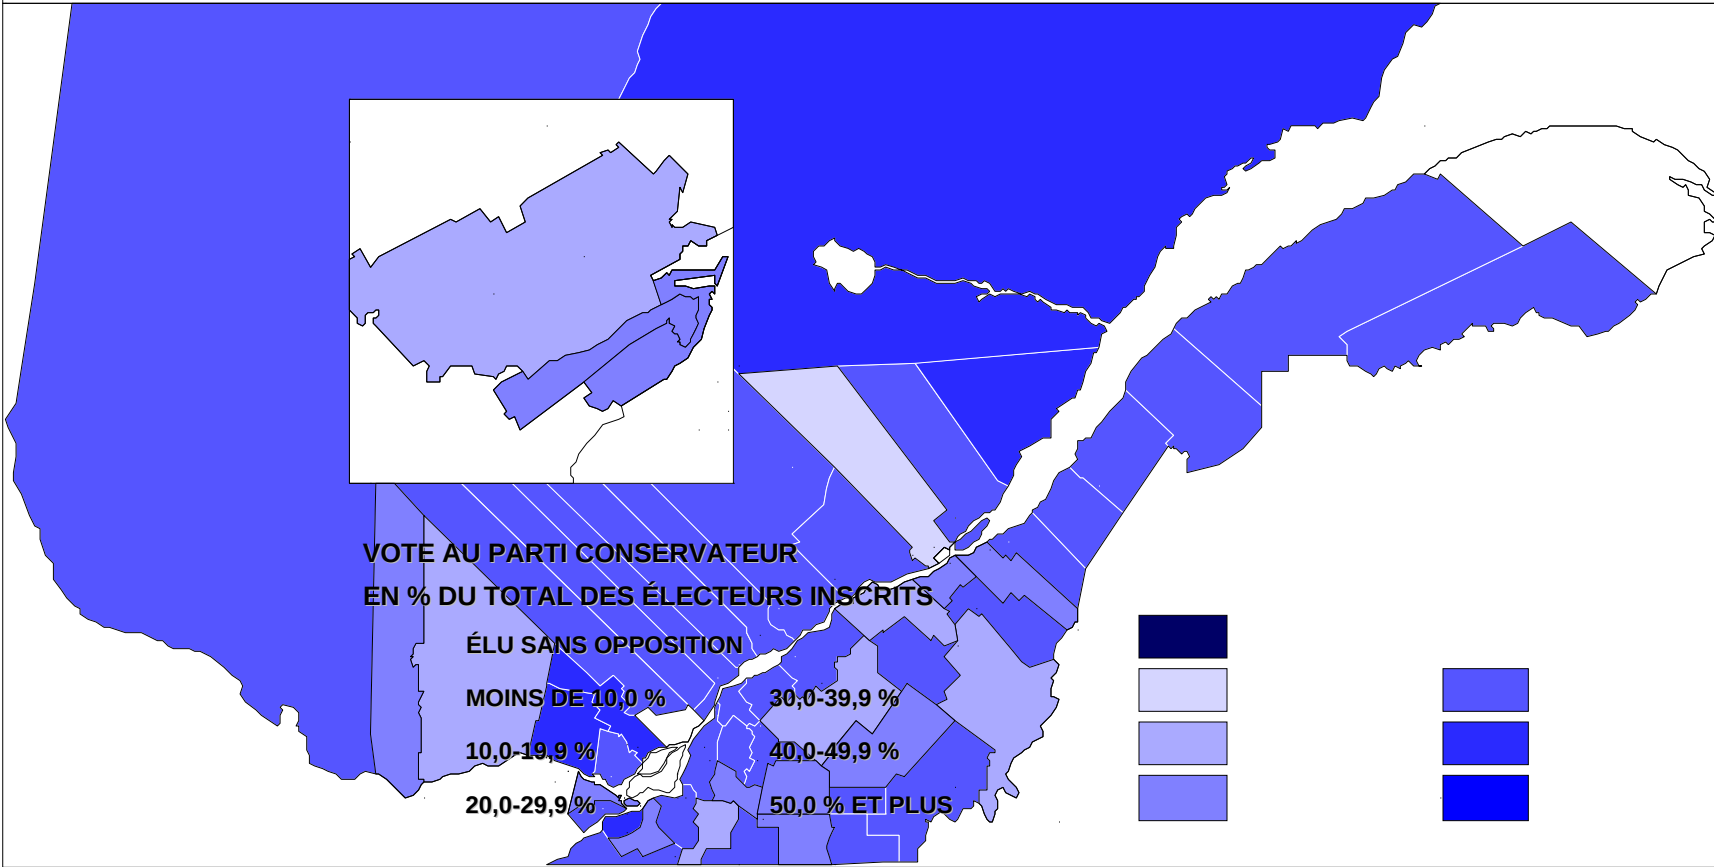 VOTE AU PARTI CONSERVATEUR
EN % DU TOTAL DES ÉLECTEURS INSCRITS
ÉLU SANS OPPOSITION
MOINS DE 10,0 % 30,0-39,9 %
10,0-19,9 % 40,0-49,9 %
20,0-29,9 % 50,0 % ET PLUS